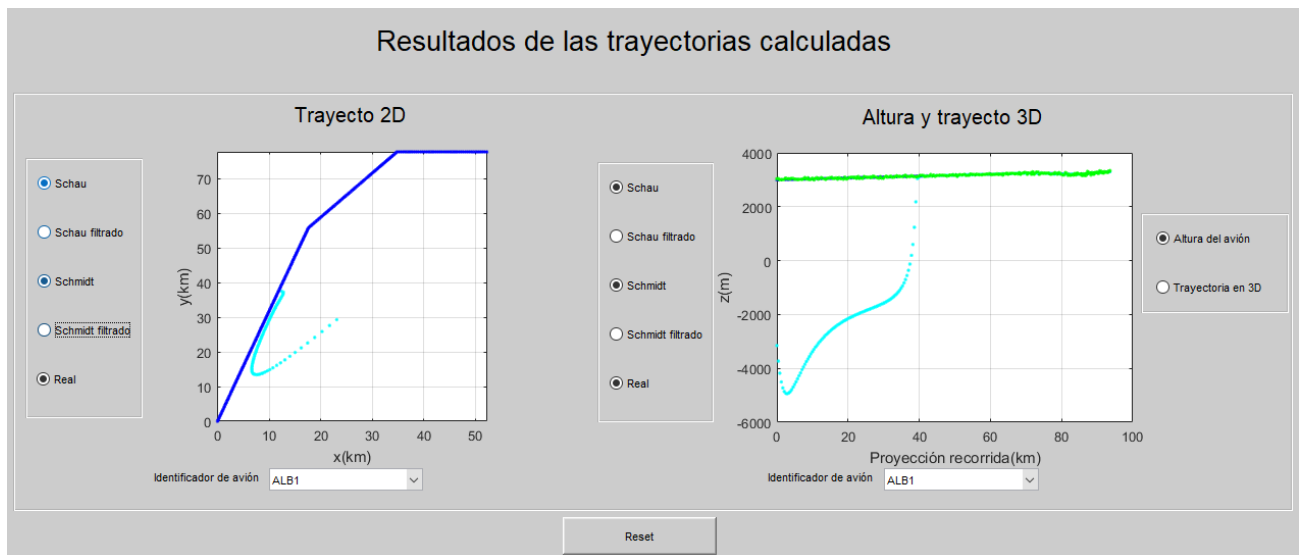 Resultados de las trayectorias calculadas
Trayecto 2D
Schau
Schau filtrado
Schmidt
Schmidt filtrado
Real
y(km)
70
60
50
40
30
20
10
0
0 10 20 30 40 50
x(km)
Identificador de avión ALB1
Altura y trayecto 3D
Schau
Schau filtrado
Schmidt
Schmidt filtrado
Real
z(m)
4000
2000
0
-2000
-4000
-6000
0 20 40 60 80 100
Proyección recorrida(km)
Identificador de avión ALB1
Altura del avión
Trayectoria en 3D
Reset